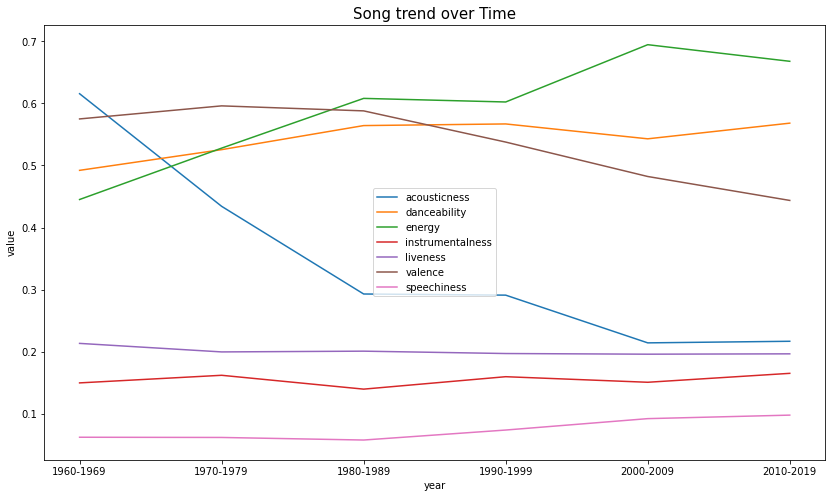 Song trend over Time
0.7
0.6
0.5
0.4
0.3
0.2
0.1
value
acousticness
danceability
energy
instrumentalness
liveness
valence
speechiness
1960-1969
1970-1979
1980-1989
1990-1999
2000-2009
2010-2019
year